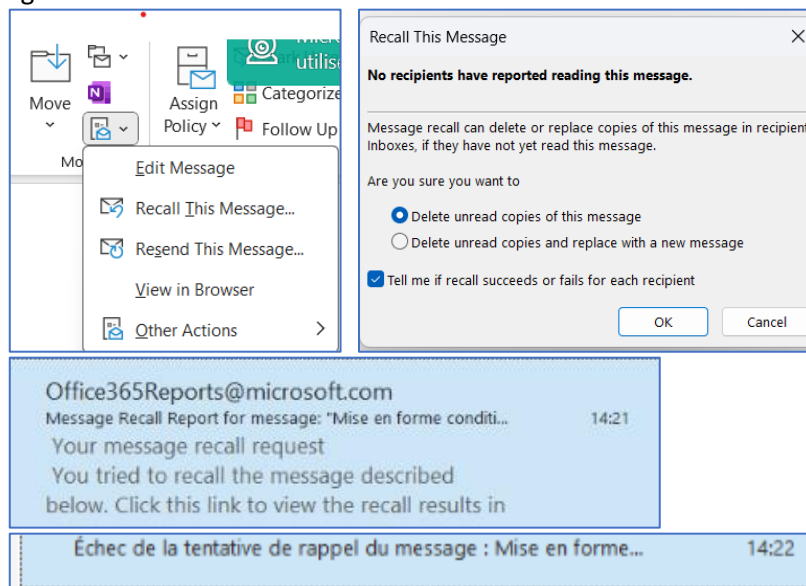 utilise
Move
Assign
Policy
Categorize
Follow Up
Edit Message
Recall This Message...
Resend This Message...
View in Browser
Other Actions
Recall This Message
No recipients have reported reading this message.
Message recall can delete or replace copies of this message in recipient
Inboxes, if they have not yet read this message.
Are you sure you want to
Delete unread copies of this message
Delete unread copies and replace with a new message
Tell me if recall succeeds or fails for each recipient
OK Cancel
Office365Reports@microsoft.com
Message Recall Report for message: "Mise en forme conditi... 14:21
Your message recall request
You tried to recall the message described
below. Click this link to view the recall results in
Échec de la tentative de rappel du message : Mise en forme... 14:22